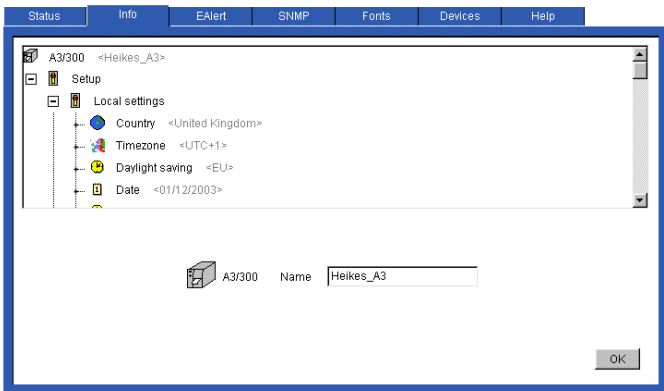 Status Info EAlert SNMP Fonts Devices Help
A3/300 <Heikes_A3>
Setup
Local settings
Country <United Kingdom>
Timezone <UTC+1>
Daylight saving <EU>
Date <01/12/2003>
A3/300 Name Heikes_A3
OK